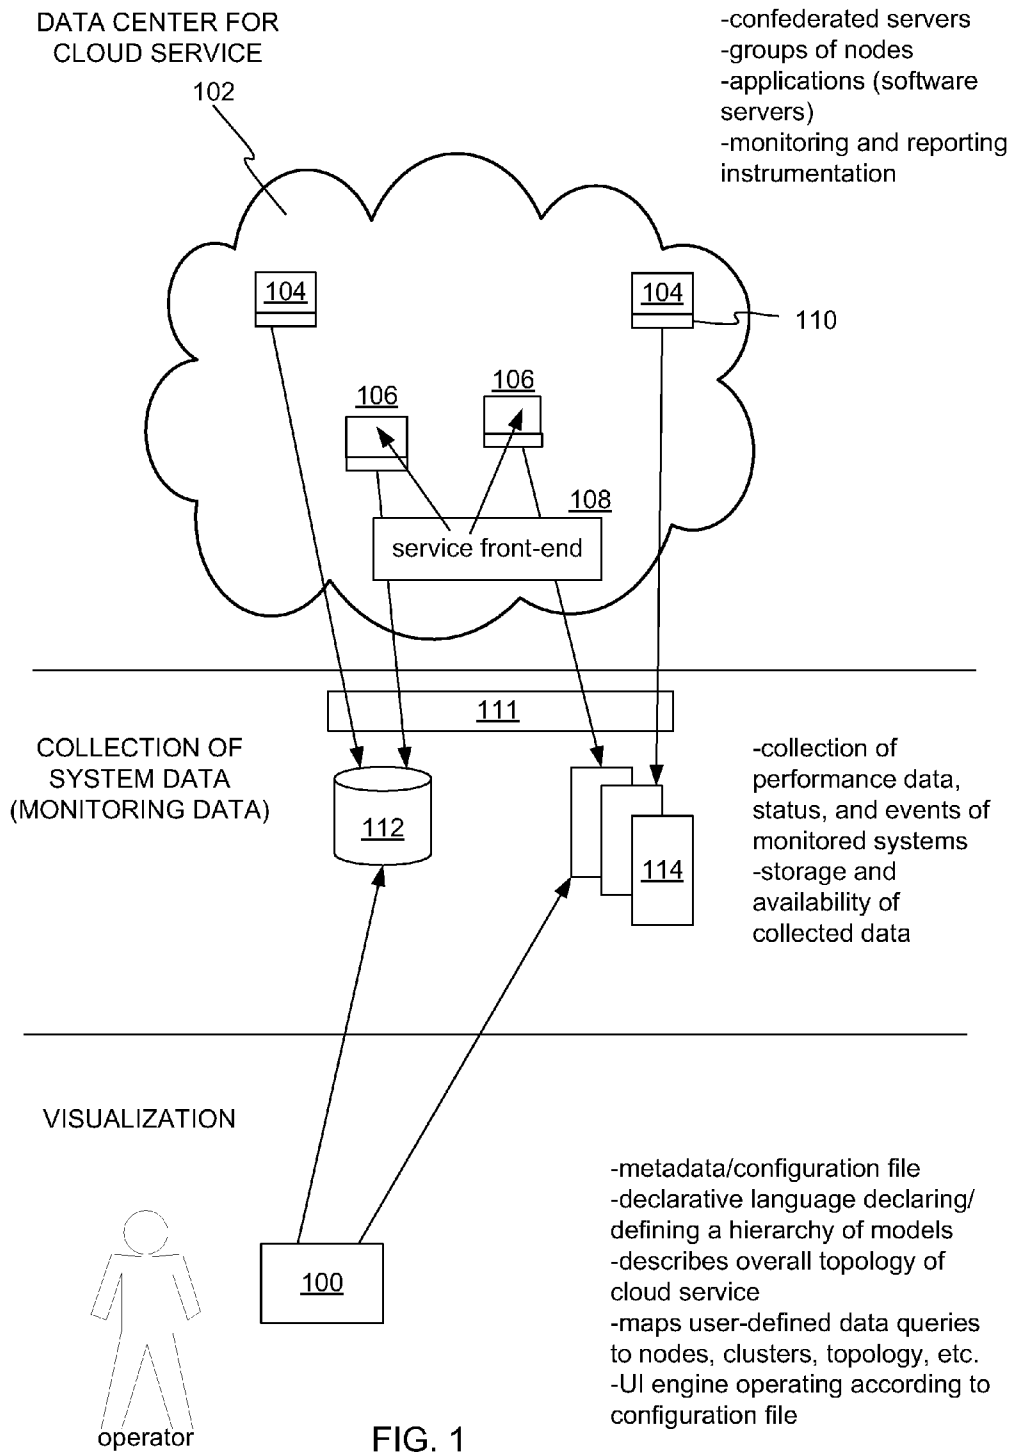 DATA CENTER FOR
CLOUD SERVICE
102
-confederated servers
-groups of nodes
-applications (software
servers)
-monitoring and reporting
instrumentation
104
104
110
106
106
108
service front-end
111
COLLECTION OF
SYSTEM DATA
(MONITORING DATA)
112
114
-collection of
performance data,
status, and events of
monitored systems
-storage and
availability of
collected data
VISUALIZATION
100
operator
-metadata/configuration file
-declarative language declaring/
defining a hierarchy of models
-describes overall topology of
cloud service
-maps user-defined data queries
to nodes, clusters, topology, etc.
-UI engine operating according to
configuration file
FIG. 1